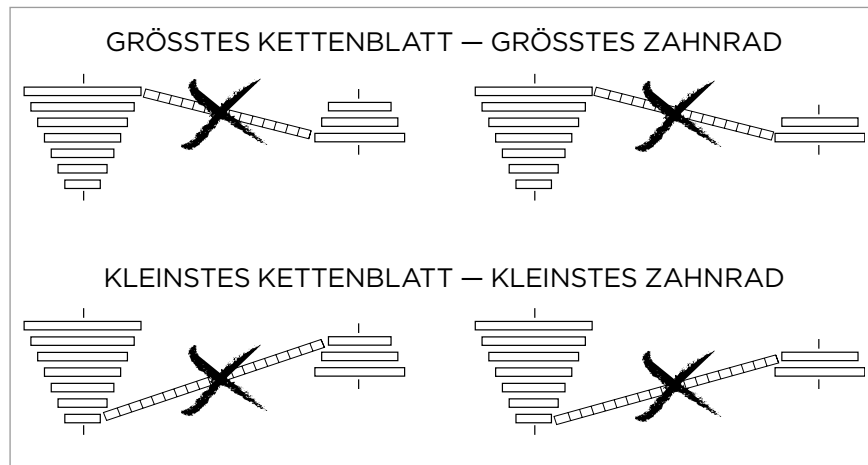 GRÖSSTES KETTENBLATT — GRÖSSTES ZAHNRAD
KLEINSTES KETTENBLATT — KLEINSTES ZAHNRAD